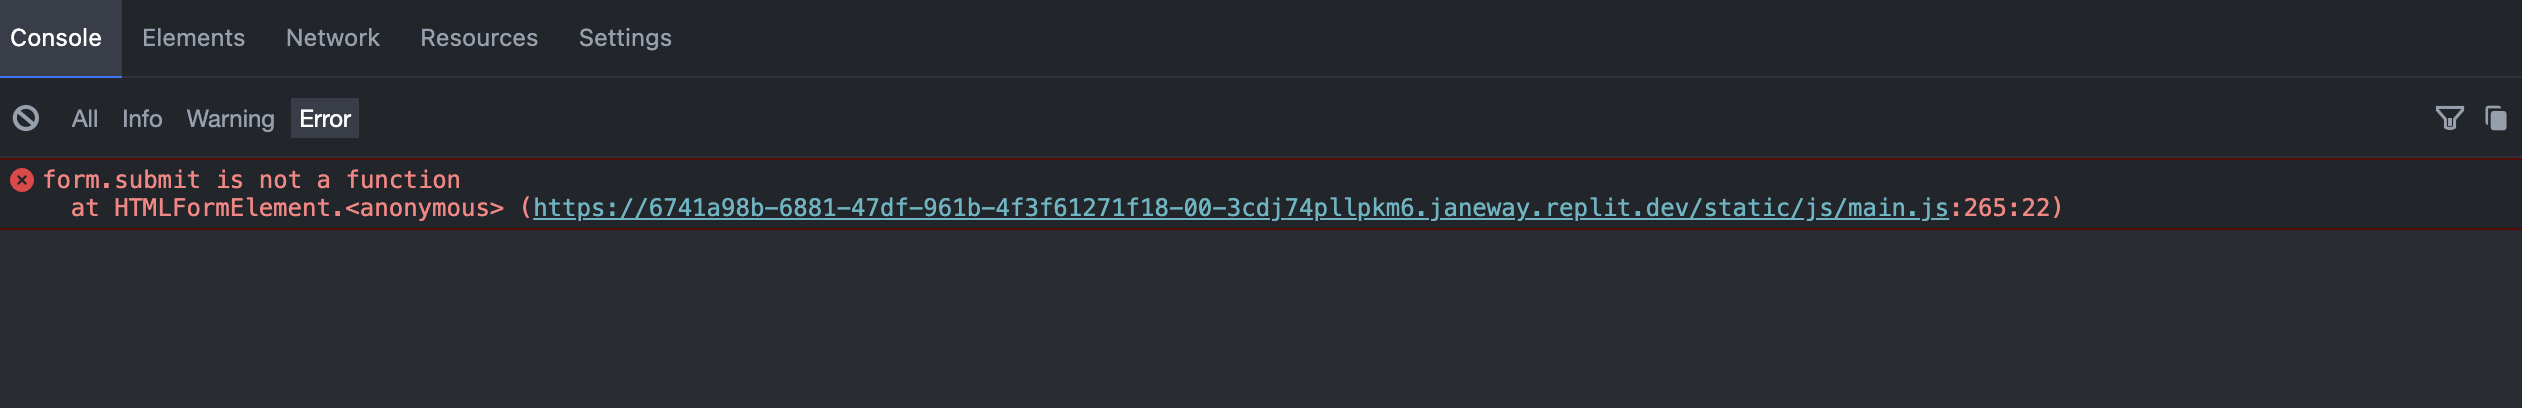 Console Elements Network Resources Settings
All Info Warning Error
form.submit is not a function
at HTMLFormElement.<anonymous> (https://6741a98b-6881-47df-961b-4f3f61271f18-00-3cdj74pllpkm6.janeway.replit.dev/static/js/main.js:265:22)